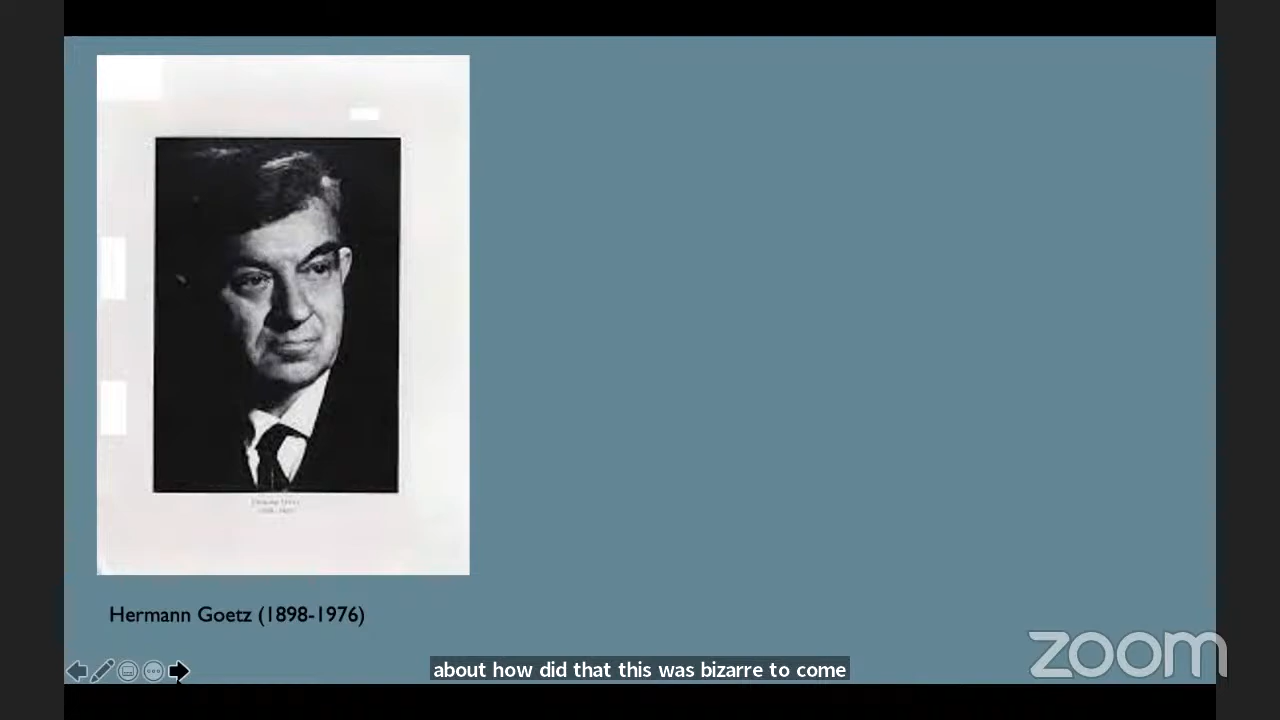 Hermann Goetz (1898-1976)
about how did that this was bizarre to come
zoom